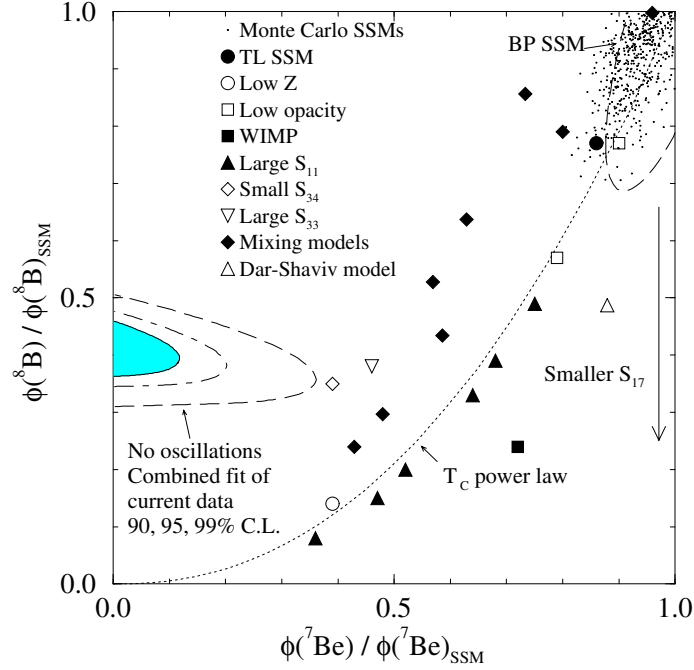 1.0
0.5
0.0
ϕ(⁸B) / ϕ(⁸B)SSM
Monte Carlo SSMs
TL SSM
Low Z
Low opacity
WIMP
Large S₁₁
Small S₃₄
Large S₃₃
Mixing models
Dar-Shaviv model
BP SSM
Smaller S₁₇
No oscillations
Combined fit of
current data
90, 95, 99% C.L.
T_C power law
0.0
0.5
1.0
ϕ(⁷Be) / ϕ(⁷Be)SSM